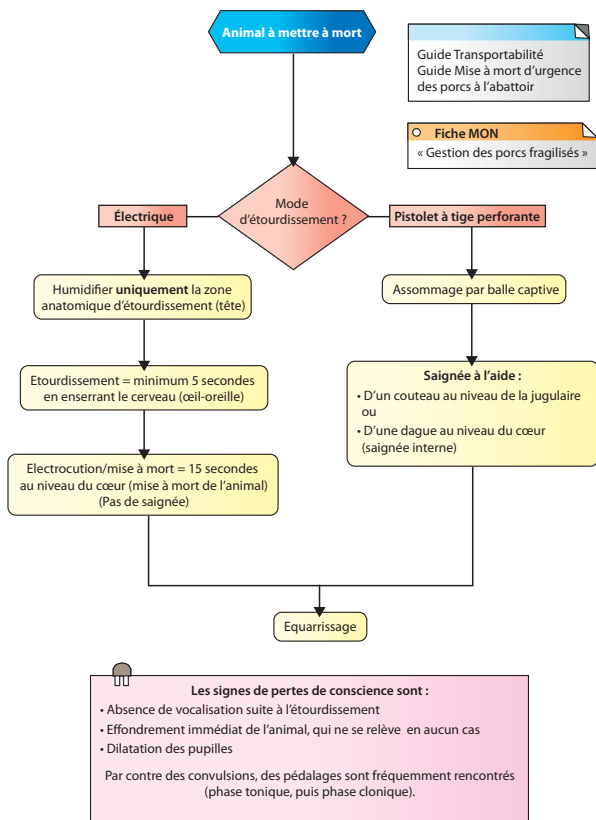 Animal à mettre à mort
Guide Transportabilité
Guide Mise à mort d'urgence
des porcs à l'abattoir
Fiche MON
« Gestion des porcs fragilisés »
Mode
d'étourdissement ?
Électrique
Pistolet à tige perforante
Humidifier uniquement la zone
anatomique d'étourdissement (tête)
Assommage par balle captive
Etourdissement = minimum 5 secondes
en enserrant le cerveau (œil-oreille)
Saignée à l'aide :
• D'un couteau au niveau de la jugulaire
ou
• D'une dague au niveau du cœur
(saignée interne)
Electrocution/mise à mort = 15 secondes
au niveau du cœur (mise à mort de l'animal)
(Pas de saignée)
Equarrissage
Les signes de pertes de conscience sont :
• Absence de vocalisation suite à l'étourdissement
• Effondrement immédiat de l'animal, qui ne se relève en aucun cas
• Dilatation des pupilles
Par contre des convulsions, des pédalages sont fréquemment rencontrés
(phase tonique, puis phase clonique).